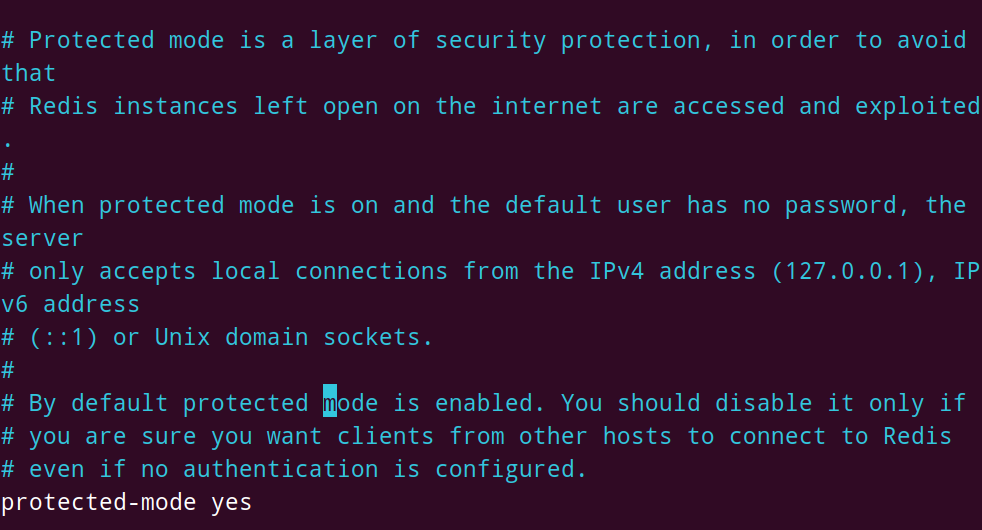 # Protected mode is a layer of security protection, in order to avoid
that
# Redis instances left open on the internet are accessed and exploited
.
#
# When protected mode is on and the default user has no password, the
server
# only accepts local connections from the IPv4 address (127.0.0.1), IP
v6 address
# (::1) or Unix domain sockets.
#
# By default protected mode is enabled. You should disable it only if
# you are sure you want clients from other hosts to connect to Redis
# even if no authentication is configured.
protected-mode yes